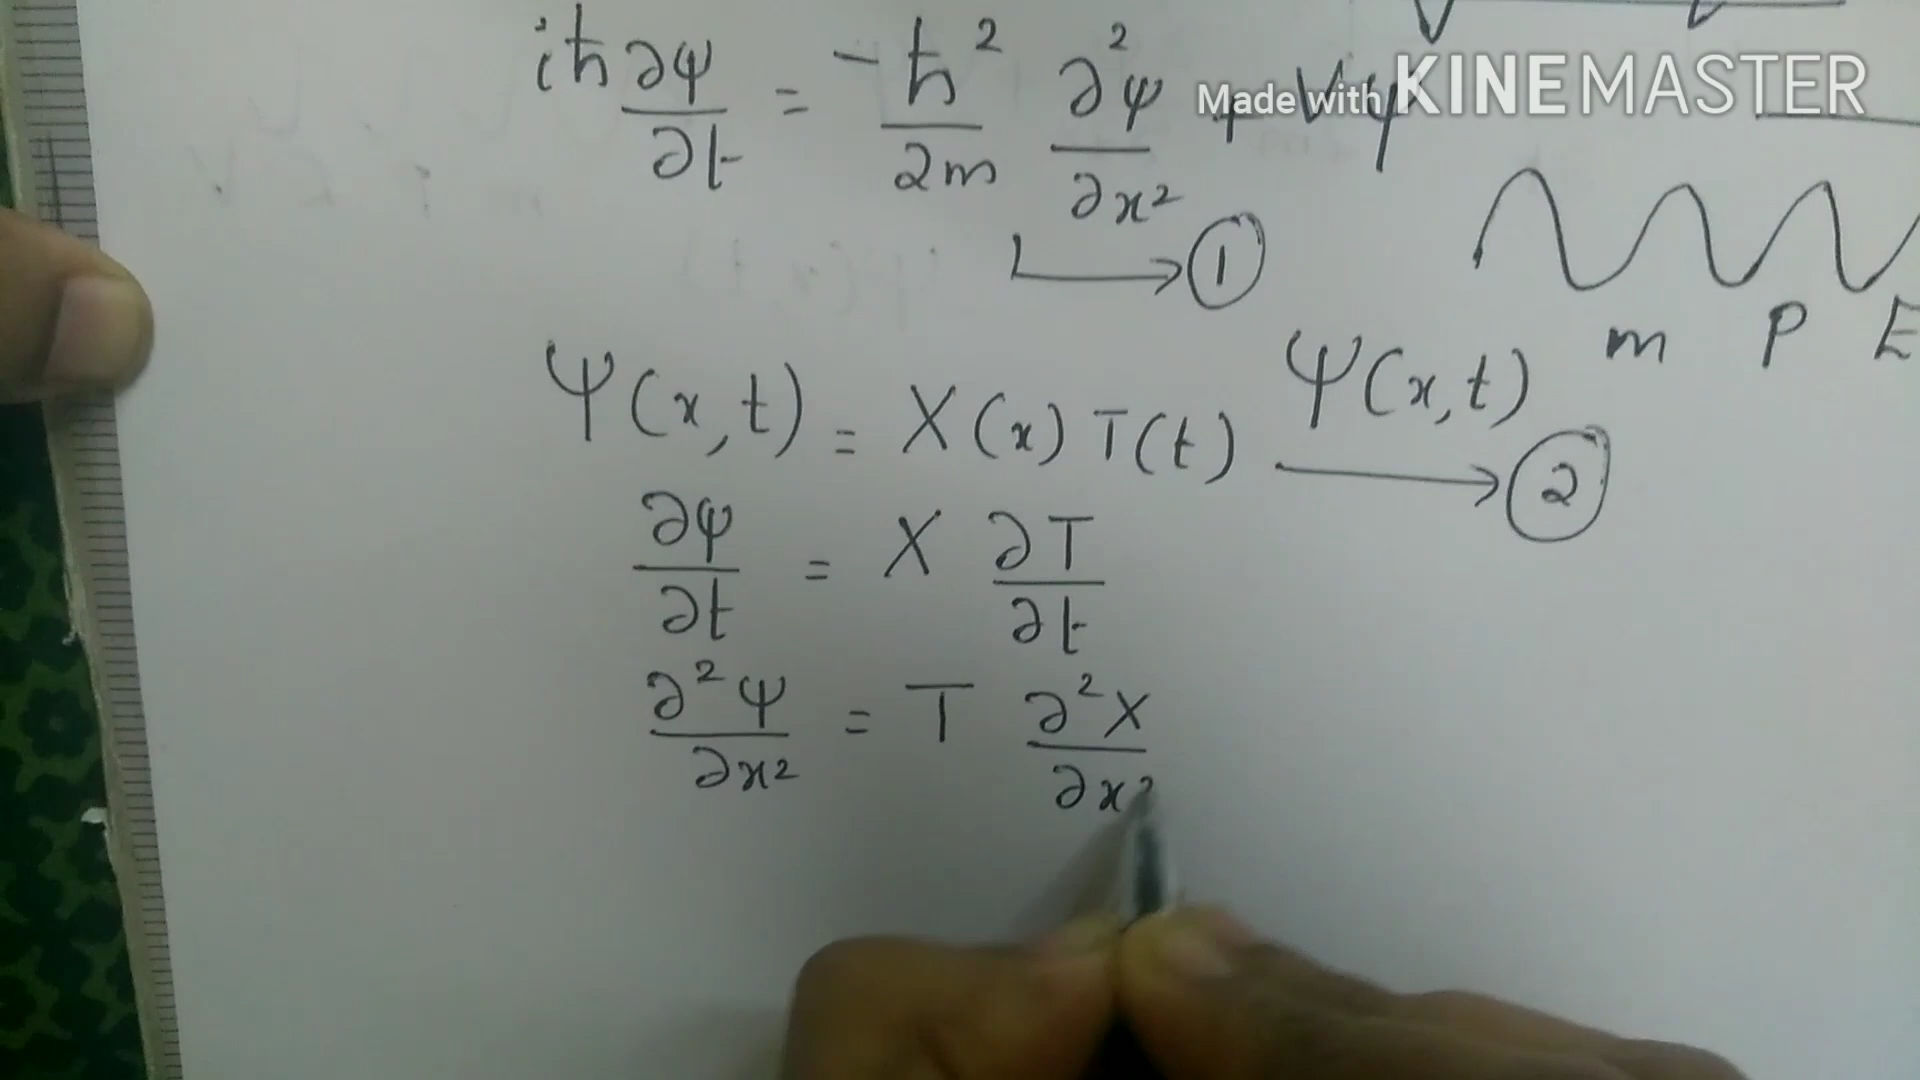 iħ ∂ψ/∂t = -ħ²/2m ∂²ψ/∂x² + Vψ
Made with KINEMASTER
→ ①
m P E
ψ(x,t)
ψ(x,t) = X(x) T(t) → ②
∂ψ/∂t = X ∂T/∂t
∂²ψ/∂x² = T ∂²X/∂x²